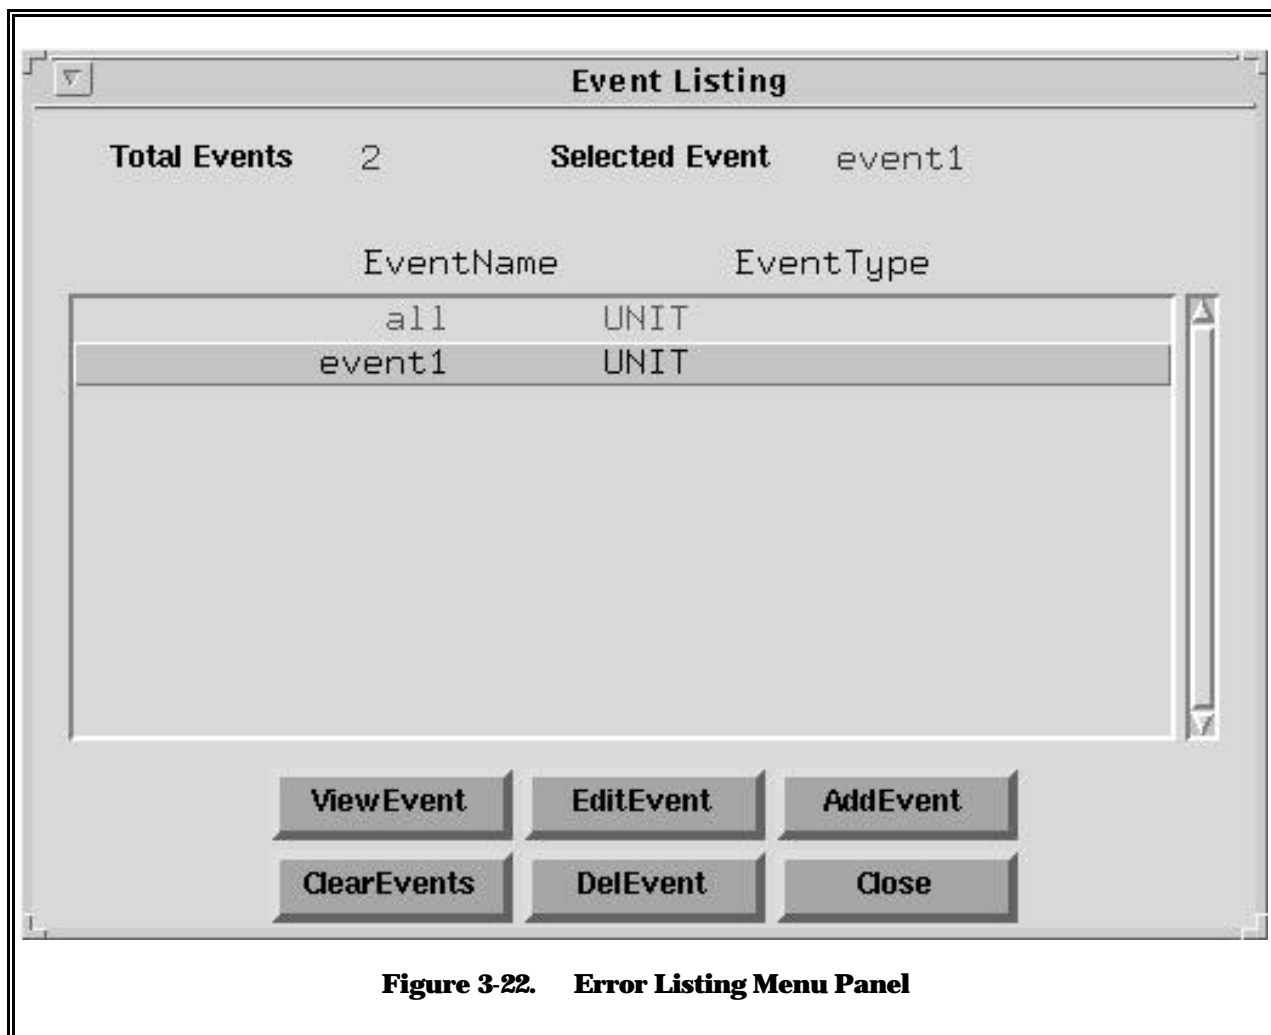 Event Listing
Total Events 2 Selected Event event1
EventName EventType
all UNIT
event1 UNIT
ViewEvent EditEvent AddEvent
ClearEvents DelEvent Close
Figure 3-22. Error Listing Menu Panel